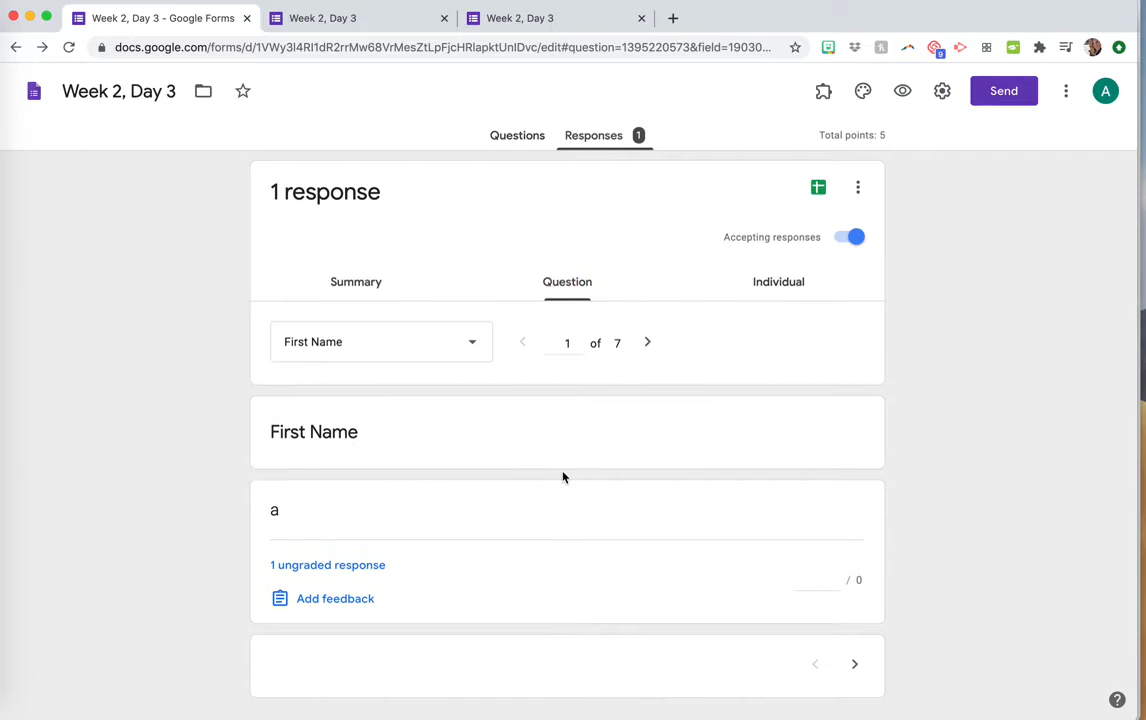 Week 2, Day 3 - Google Forms
Week 2, Day 3
Week 2, Day 3
docs.google.com/forms/d/1VWy3l4RI1dR2rrMw68VrMesZtLpFjcHRlapktUnIDvc/edit#question=1395220573&field=19030...
9
Week 2, Day 3
Send
A
Questions
Responses 1
Total points: 5
1 response
Accepting responses
Summary
Question
Individual
First Name
1 of 7
First Name
a
1 ungraded response
/ 0
Add feedback
?